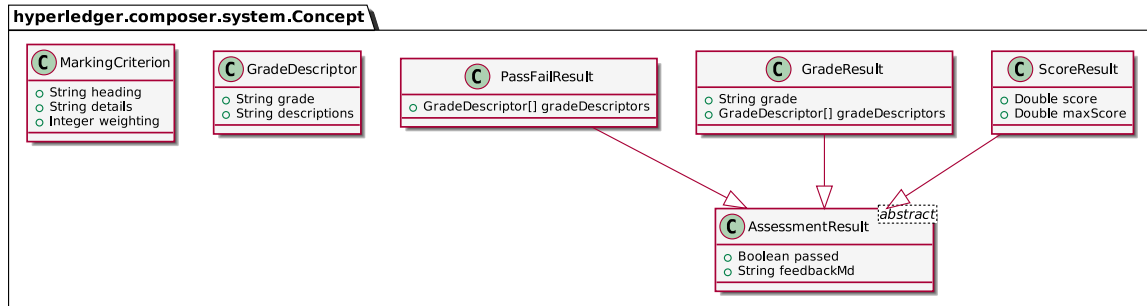 hyperledger.composer.system.Concept
C MarkingCriterion
String heading
String details
Integer weighting
C GradeDescriptor
String grade
String descriptions
C PassFailResult
GradeDescriptor[] gradeDescriptors
C GradeResult
String grade
GradeDescriptor[] gradeDescriptors
C ScoreResult
Double score
Double maxScore
abstract
C AssessmentResult
Boolean passed
String feedbackMd